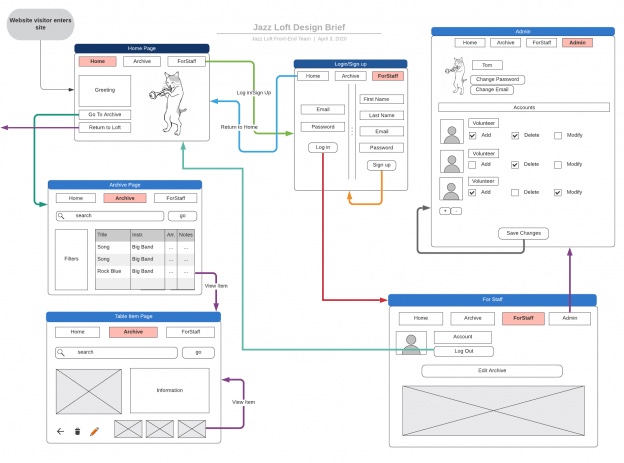 Jazz Loft Design Brief
Jazz Loft Front-End Team | April 3, 2020
Website visitor enters
site
Home Page
Home
Archive
ForStaff
Greeting
Go To Archive
Return to Loft
Log in/Sign Up
Return to Home
Login/Sign up
Home
Archive
ForStaff
Email
Password
Log in
First Name
Last Name
Email
Password
Sign up
Admin
Home
Archive
ForStaff
Admin
Tom
Change Password
Change Email
Accounts
Volunteer
Add
Delete
Modify
Volunteer
Add
Delete
Modify
Volunteer
Add
Delete
Modify
+
-
Save Changes
Archive Page
Home
Archive
ForStaff
search
go
Filters
Title Instr. Arr. Notes
Song Big Band ... ...
Song Big Band ... ...
Rock Blue Big Band ... ...
View Item
Table Item Page
Home
Archive
ForStaff
search
go
Information
View Item
For Staff
Home
Archive
ForStaff
Admin
Account
Log Out
Edit Archive